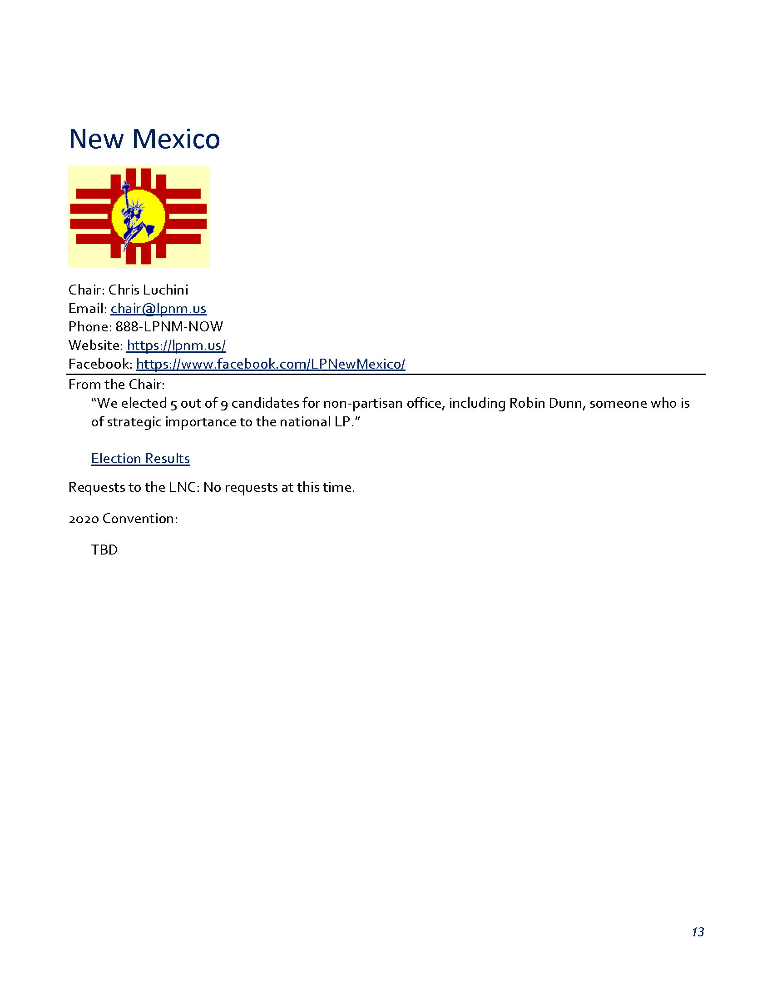 New Mexico
Chair: Chris Luchini
Email: chair@lpnm.us
Phone: 888-LPNM-NOW
Website: https://lpnm.us/
Facebook: https://www.facebook.com/LPNewMexico/
From the Chair:
“We elected 5 out of 9 candidates for non-partisan office, including Robin Dunn, someone who is
of strategic importance to the national LP.”
Election Results
Requests to the LNC: No requests at this time.
2020 Convention:
TBD
13